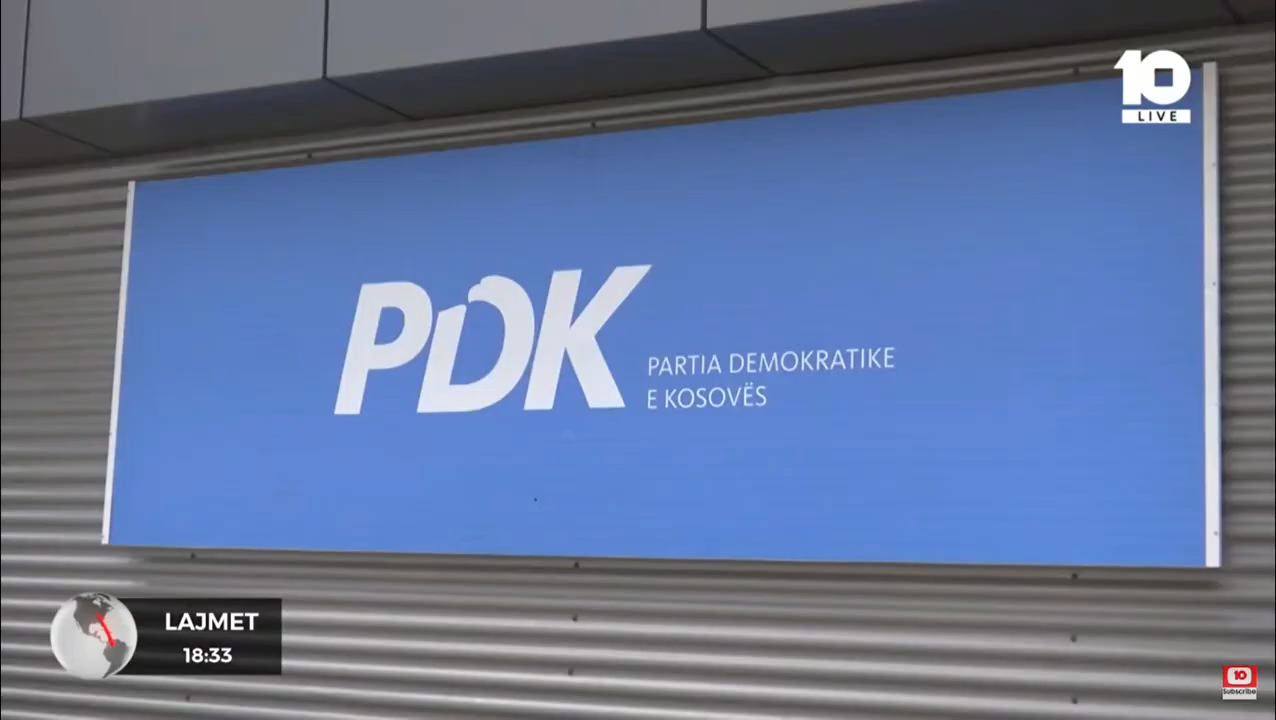 10
LIVE
PDK
PARTIA DEMOKRATIKE
E KOSOVËS
LAJMET
18:33
10
Subscribe